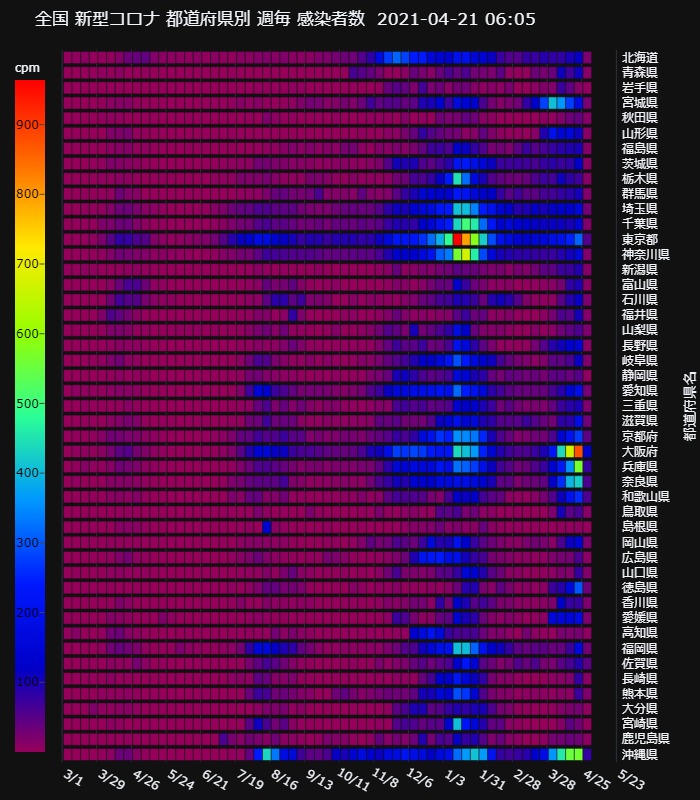 全国 新型コロナ 都道府県別 週毎 感染者数 2021-04-21 06:05
cpm
900
800
700
600
500
400
300
200
100
北海道
青森県
岩手県
宮城県
秋田県
山形県
福島県
茨城県
栃木県
群馬県
埼玉県
千葉県
東京都
神奈川県
新潟県
富山県
石川県
福井県
山梨県
長野県
岐阜県
静岡県
愛知県
三重県
滋賀県
京都府
大阪府
兵庫県
奈良県
和歌山県
鳥取県
島根県
岡山県
広島県
山口県
徳島県
香川県
愛媛県
高知県
福岡県
佐賀県
長崎県
熊本県
大分県
宮崎県
鹿児島県
沖縄県
都道府県名
3/1 3/29 4/26 5/24 6/21 7/19 8/16 9/13 10/11 11/8 12/6 1/3 1/31 2/28 3/28 4/25 5/23